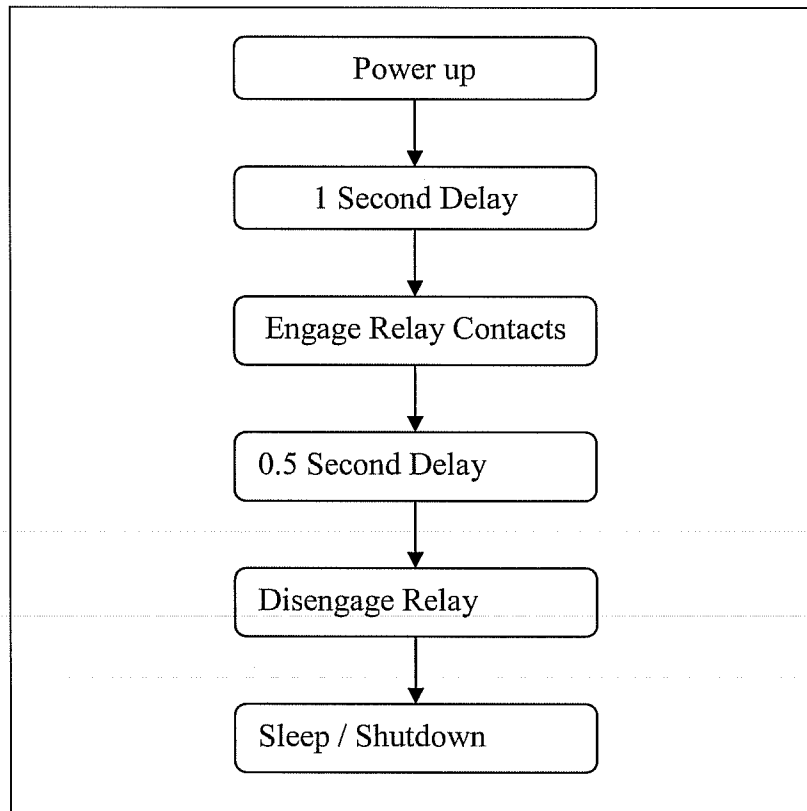 Power up
1 Second Delay
Engage Relay Contacts
0.5 Second Delay
Disengage Relay
Sleep / Shutdown